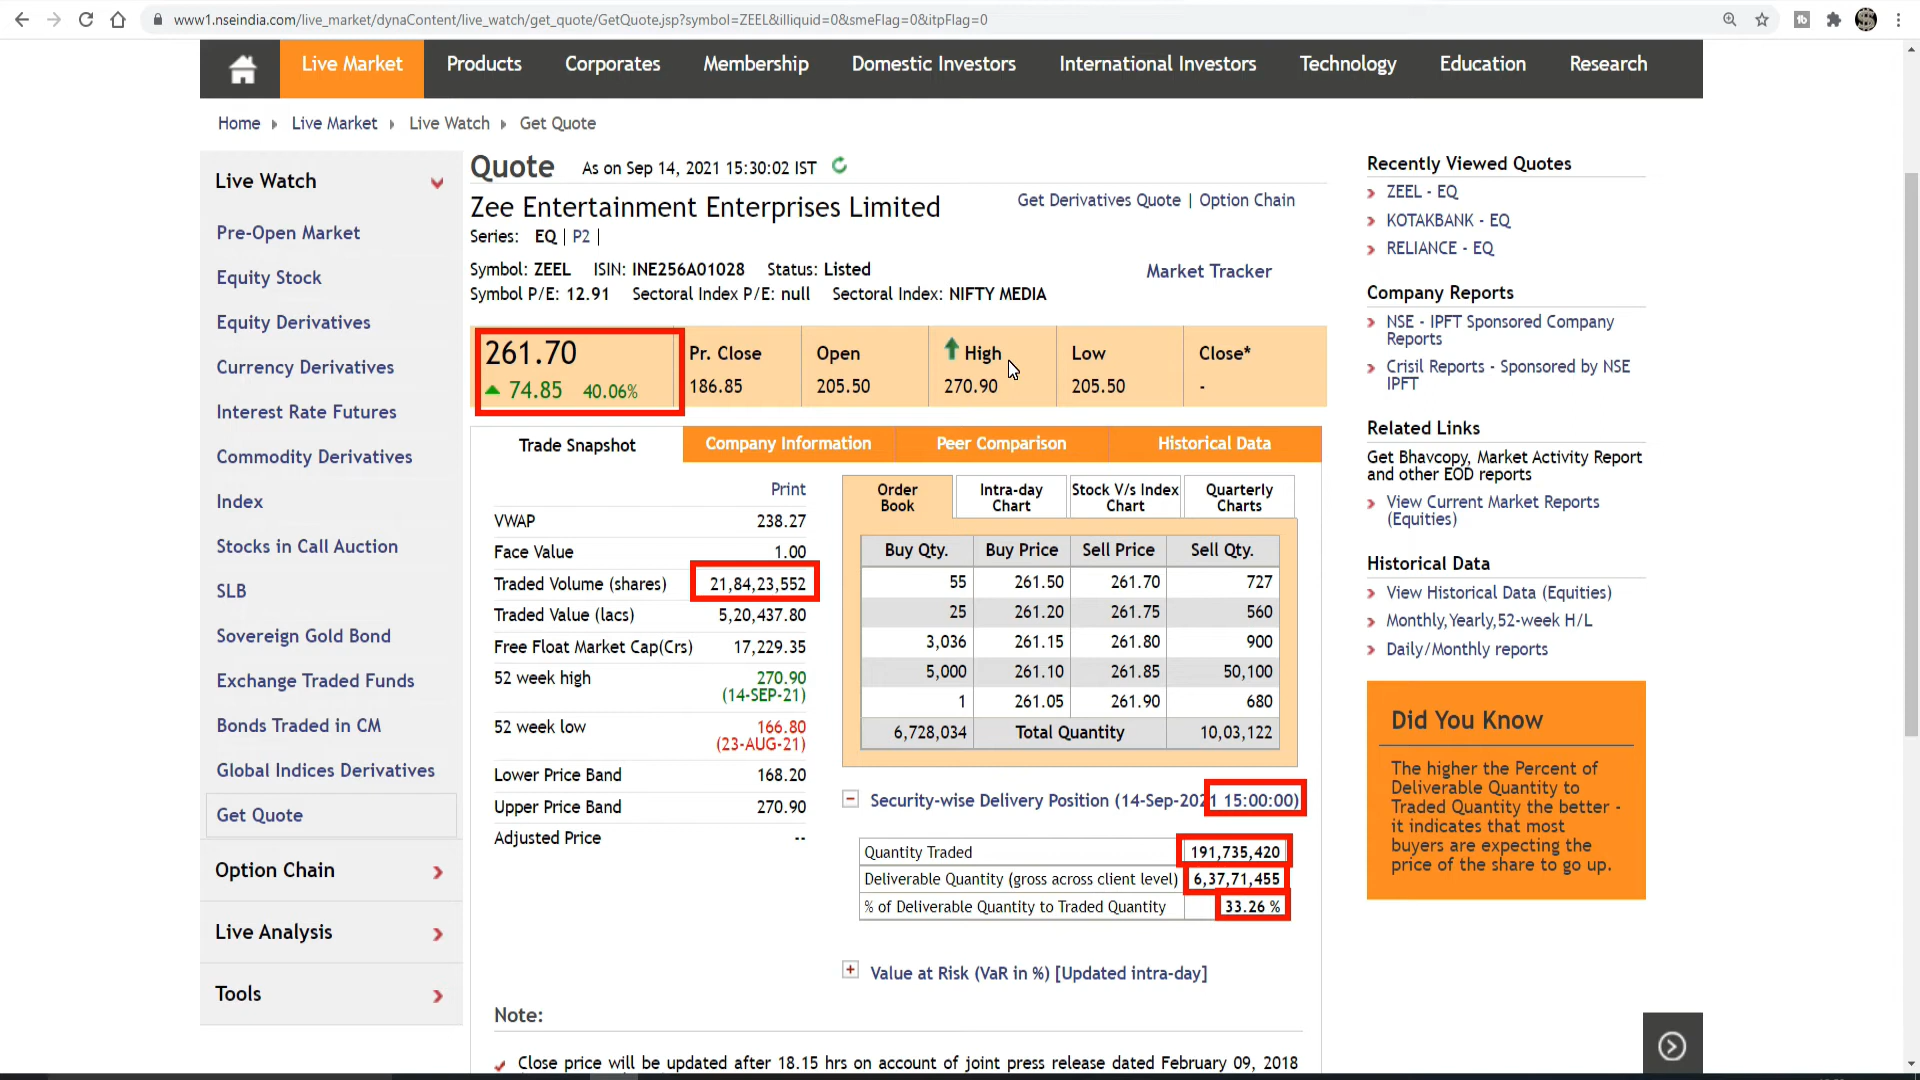 www1.nseindia.com/live_market/dynaContent/live_watch/get_quote/GetQuote.jsp?symbol=ZEEL&illiquid=0&smeFlag=0&itpFlag=0
Live Market Products Corporates Membership Domestic Investors International Investors Technology Education Research
Home Live Market Live Watch Get Quote
Live Watch
Pre-Open Market
Equity Stock
Equity Derivatives
Currency Derivatives
Interest Rate Futures
Commodity Derivatives
Index
Stocks in Call Auction
SLB
Sovereign Gold Bond
Exchange Traded Funds
Bonds Traded in CM
Global Indices Derivatives
Get Quote
Option Chain
Live Analysis
Tools
Quote As on Sep 14, 2021 15:30:02 IST
Zee Entertainment Enterprises Limited
Get Derivatives Quote | Option Chain
Series: EQ | P2 |
Symbol: ZEEL ISIN: INE256A01028 Status: Listed
Market Tracker
Symbol P/E: 12.91 Sectoral Index P/E: null Sectoral Index: NIFTY MEDIA
261.70 Pr. Close Open High Low Close*
74.85 40.06% 186.85 205.50 270.90 205.50 -
Trade Snapshot Company Information Peer Comparison Historical Data
Print
VWAP 238.27
Face Value 1.00
Traded Volume (shares) 21,84,23,552
Traded Value (lacs) 5,20,437.80
Free Float Market Cap(Crs) 17,229.35
52 week high 270.90
(14-SEP-21)
52 week low 166.80
(23-AUG-21)
Lower Price Band 168.20
Upper Price Band 270.90
Adjusted Price --
Order Intra-day Stock V/s Index Quarterly
Book Chart Chart Charts
Buy Qty. Buy Price Sell Price Sell Qty.
55 261.50 261.70 727
25 261.20 261.75 560
3,036 261.15 261.80 900
5,000 261.10 261.85 50,100
1 261.05 261.90 680
6,728,034 Total Quantity 10,03,122
Security-wise Delivery Position (14-Sep-2021 15:00:00)
Quantity Traded 191,735,420
Deliverable Quantity (gross across client level) 6,37,71,455
% of Deliverable Quantity to Traded Quantity 33.26 %
Value at Risk (VaR in %) [Updated intra-day]
Note:
Close price will be updated after 18.15 hrs on account of joint press release dated February 09, 2018
Recently Viewed Quotes
ZEEL - EQ
KOTAKBANK - EQ
RELIANCE - EQ
Company Reports
NSE - IPFT Sponsored Company
Reports
Crisil Reports - Sponsored by NSE
IPFT
Related Links
Get Bhavcopy, Market Activity Report
and other EOD reports
View Current Market Reports
(Equities)
Historical Data
View Historical Data (Equities)
Monthly,Yearly,52-week H/L
Daily/Monthly reports
Did You Know
The higher the Percent of
Deliverable Quantity to
Traded Quantity the better -
it indicates that most
buyers are expecting the
price of the share to go up.